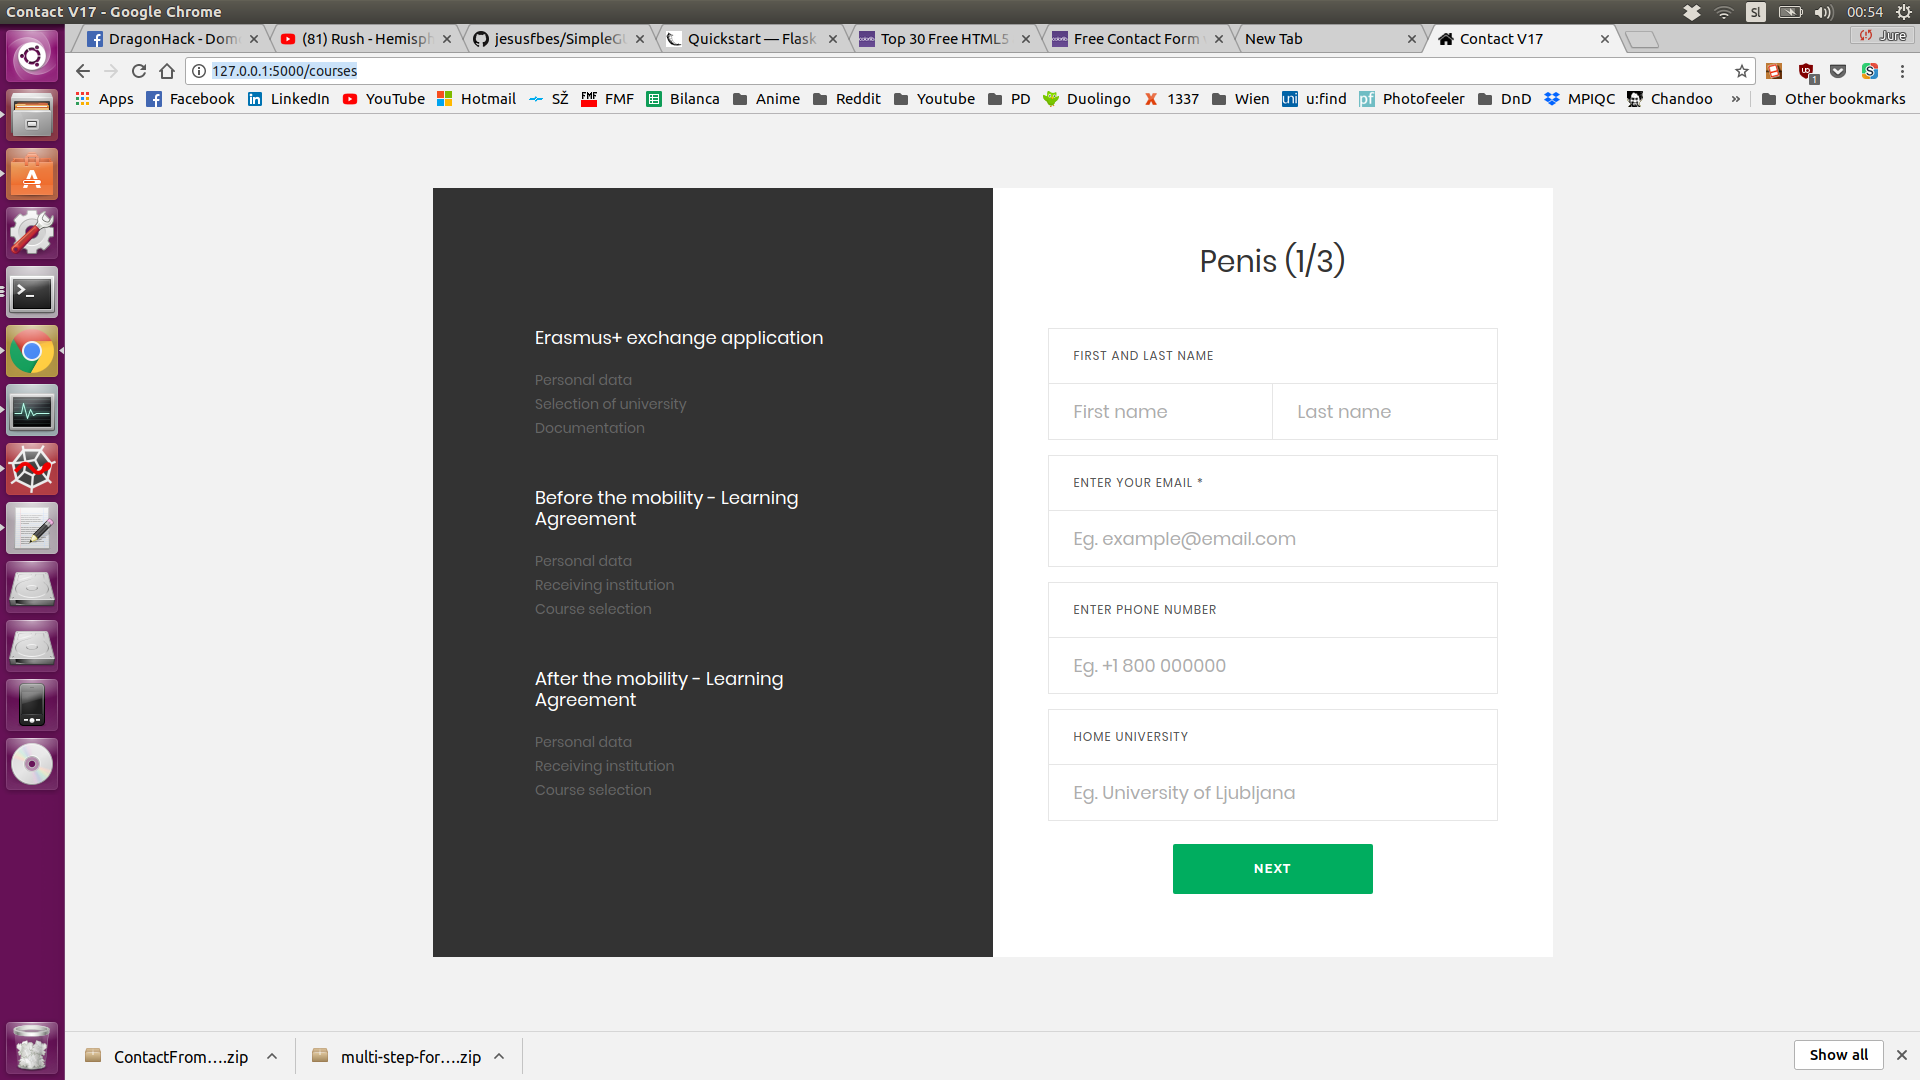 Contact V17 - Google Chrome
Sl
00:54
DragonHack - Dom
(81) Rush - Hemisph
jesusfbes/SimpleGU
Quickstart — Flask
Top 30 Free HTML5
Free Contact Form
New Tab
Contact V17
Jure
127.0.0.1:5000/courses
1
Apps
Facebook
LinkedIn
YouTube
Hotmail
SŽ
FMF
FMF
Bilanca
Anime
Reddit
Youtube
PD
Duolingo
1337
Wien
uni
u:find
pf
Photofeeler
DnD
MPIQC
Chandoo
»
Other bookmarks
Erasmus+ exchange application
Personal data
Selection of university
Documentation
Before the mobility - Learning
Agreement
Personal data
Receiving institution
Course selection
After the mobility - Learning
Agreement
Personal data
Receiving institution
Course selection
Penis (1/3)
FIRST AND LAST NAME
First name
Last name
ENTER YOUR EMAIL *
Eg. example@email.com
ENTER PHONE NUMBER
Eg. +1 800 000000
HOME UNIVERSITY
Eg. University of Ljubljana
NEXT
ContactFrom....zip
multi-step-for....zip
Show all